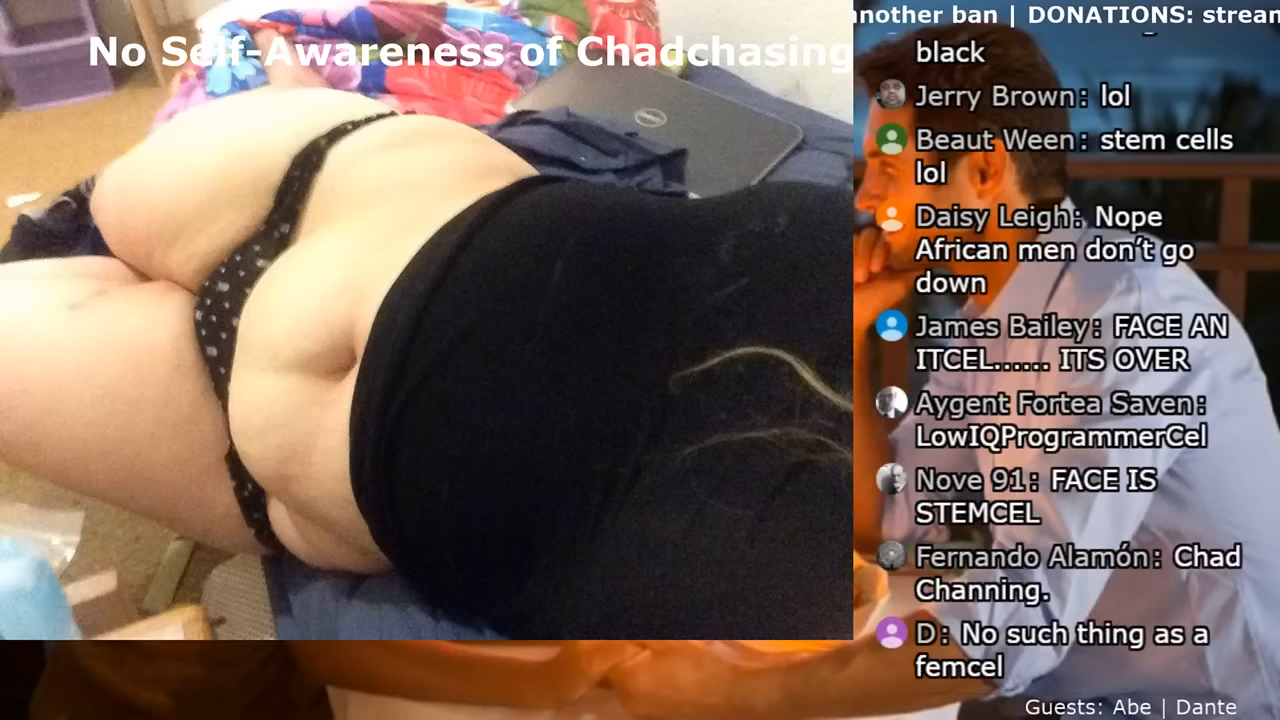 another ban | DONATIONS: strean
No Self-Awareness of Chadchasing
black
Jerry Brown: lol
Beaut Ween: stem cells
lol
Daisy Leigh: Nope
African men don’t go
down
James Bailey: FACE AN
ITCEL...... ITS OVER
Aygent Fortea Saven:
LowIQProgrammerCel
Nove 91: FACE IS
STEMCEL
Fernando Alamón: Chad
Channing.
D: No such thing as a
femcel
Guests: Abe | Dante
DELL